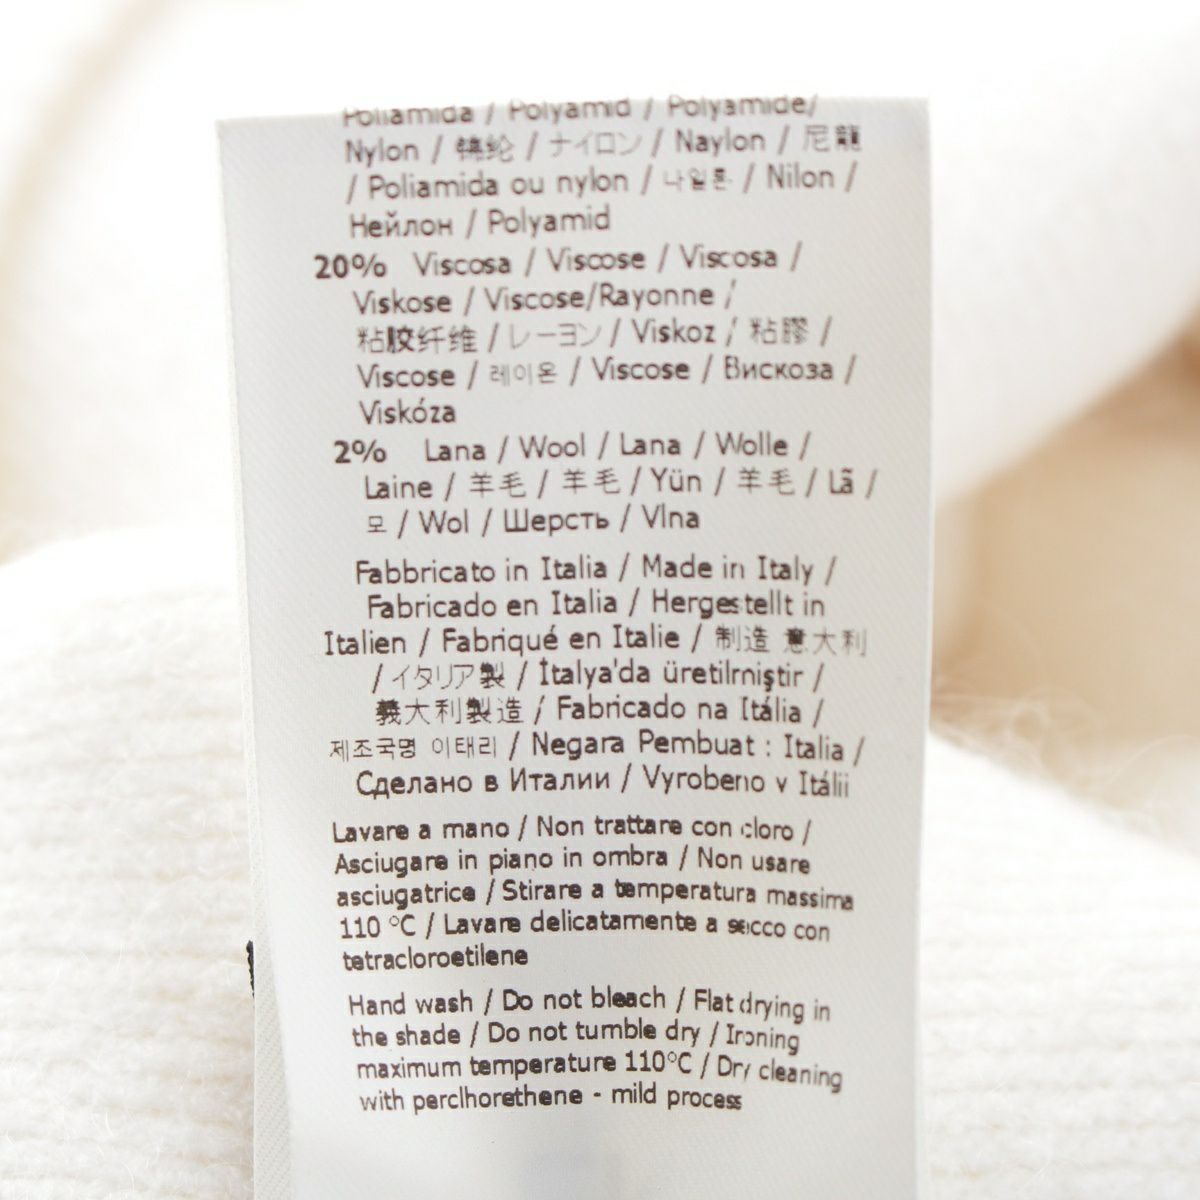 Poliamida / Polyamid / Polyamide/
Nylon / 锦纶 / ナイロン / Naylon / 尼龍
/ Poliamida ou nylon / 나일론 / Nilon /
Нейлон / Polyamid
20% Viscosa / Viscose / Viscosa /
Viskose / Viscose/Rayonne /
粘胶纤维 / レーヨン / Viskoz / 粘膠 /
Viscose / 레이온 / Viscose / Вискоза /
Viskóza
2% Lana / Wool / Lana / Wolle /
Laine / 羊毛 / 羊毛 / Yün / 羊毛 / Lã /
모 / Wol / Шерсть / Vlna
Fabbricato in Italia / Made in Italy /
Fabricado en Italia / Hergestellt in
Italien / Fabriqué en Italie / 制造 意大利
/ イタリア製 / İtalya'da üretilmiştir /
義大利製造 / Fabricado na Itália /
제조국명 이태리 / Negara Pembuat : Italia /
Сделано в Италии / Vyrobeno v Itálii
Lavare a mano / Non trattare con cloro /
Asciugare in piano in ombra / Non usare
asciugatrice / Stirare a temperatura massima
110 °C / Lavare delicatamente a secco con
tetracloroetilene
Hand wash / Do not bleach / Flat drying in
the shade / Do not tumble dry / Ironing
maximum temperature 110°C / Dry cleaning
with perclhorethene - mild process